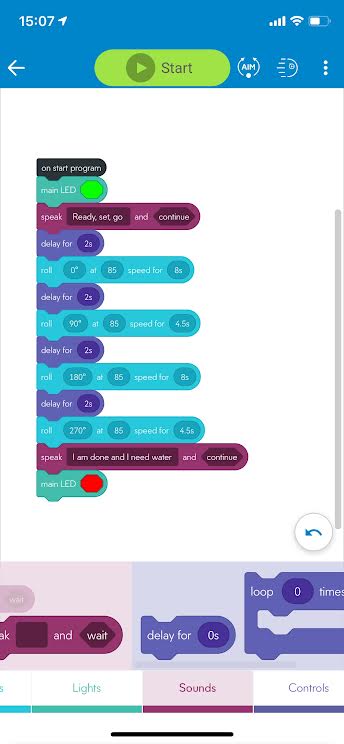 15:07
Start
AIM
on start program
main LED
speak Ready, set, go and continue
delay for 2s
roll 0° at 85 speed for 8s
delay for 2s
roll 90° at 85 speed for 4.5s
delay for 2s
roll 180° at 85 speed for 8s
delay for 2s
roll 270° at 85 speed for 4.5s
speak I am done and I need water and continue
main LED
wait
ak and wait
delay for 0s
loop 0 times
s Lights Sounds Controls